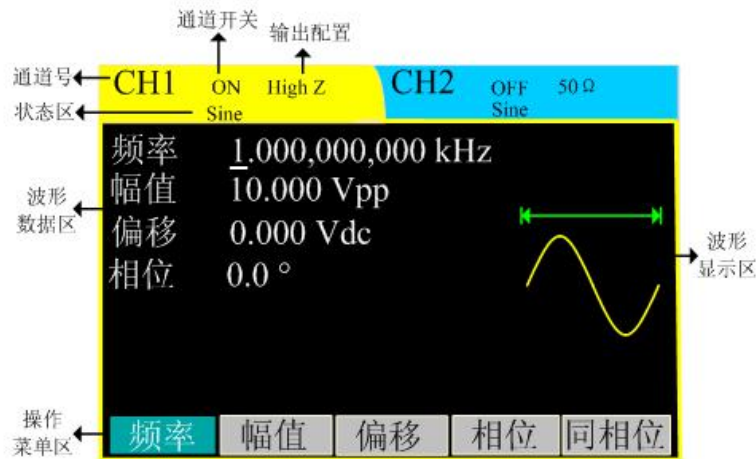 通道开关
输出配置
通道号
CH1 ON High Z
CH2 OFF 50 Ω
状态区
Sine
Sine
频率 1.000,000,000 kHz
幅值 10.000 Vpp
偏移 0.000 Vdc
相位 0.0 °
波形
数据区
波形
显示区
操作
菜单区
频率 幅值 偏移 相位 同相位